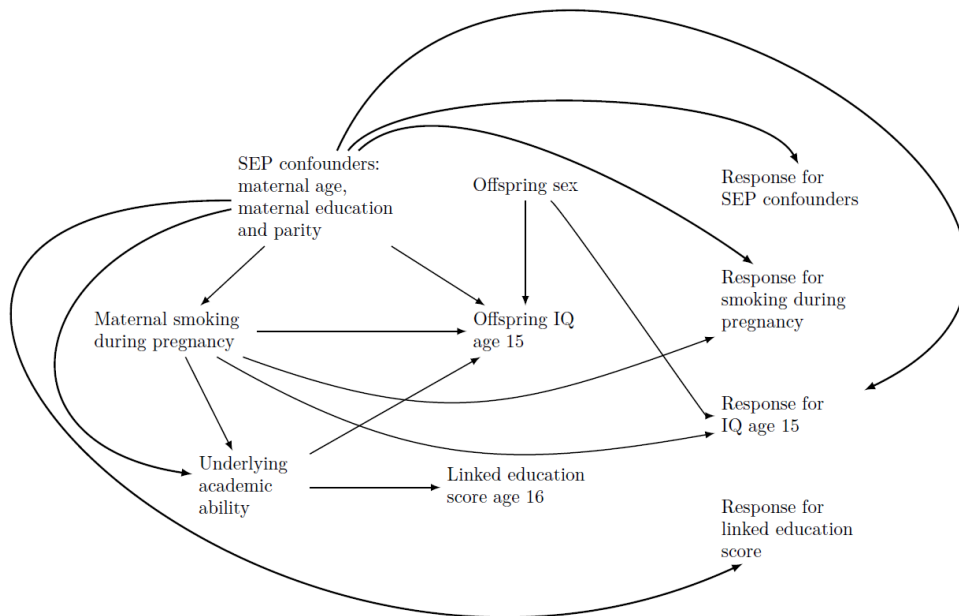 SEP confounders:
maternal age,
maternal education
and parity
Offspring sex
Response for
SEP confounders
Maternal smoking
during pregnancy
Offspring IQ
age 15
Response for
smoking during
pregnancy
Response for
IQ age 15
Underlying
academic
ability
Linked education
score age 16
Response for
linked education
score